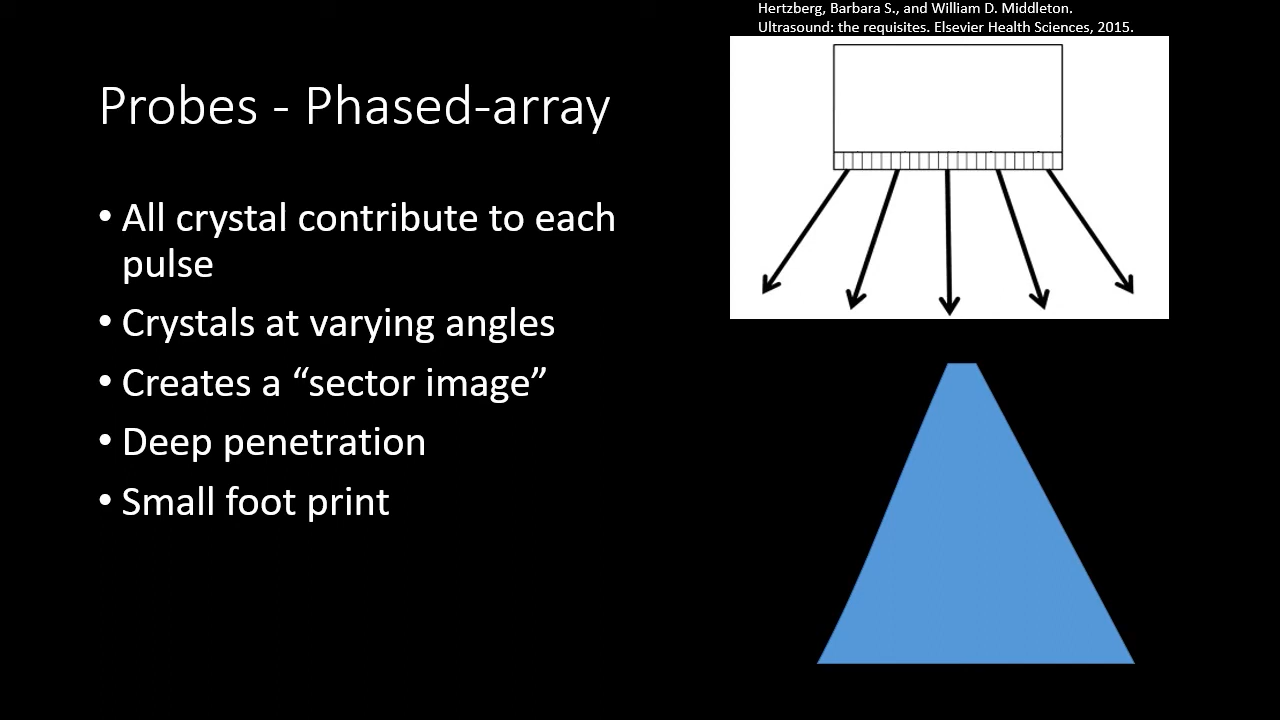 Hertzberg, Barbara S., and William D. Middleton.
Ultrasound: the requisites. Elsevier Health Sciences, 2015.
Probes - Phased-array
• All crystal contribute to each
pulse
• Crystals at varying angles
• Creates a “sector image”
• Deep penetration
• Small foot print